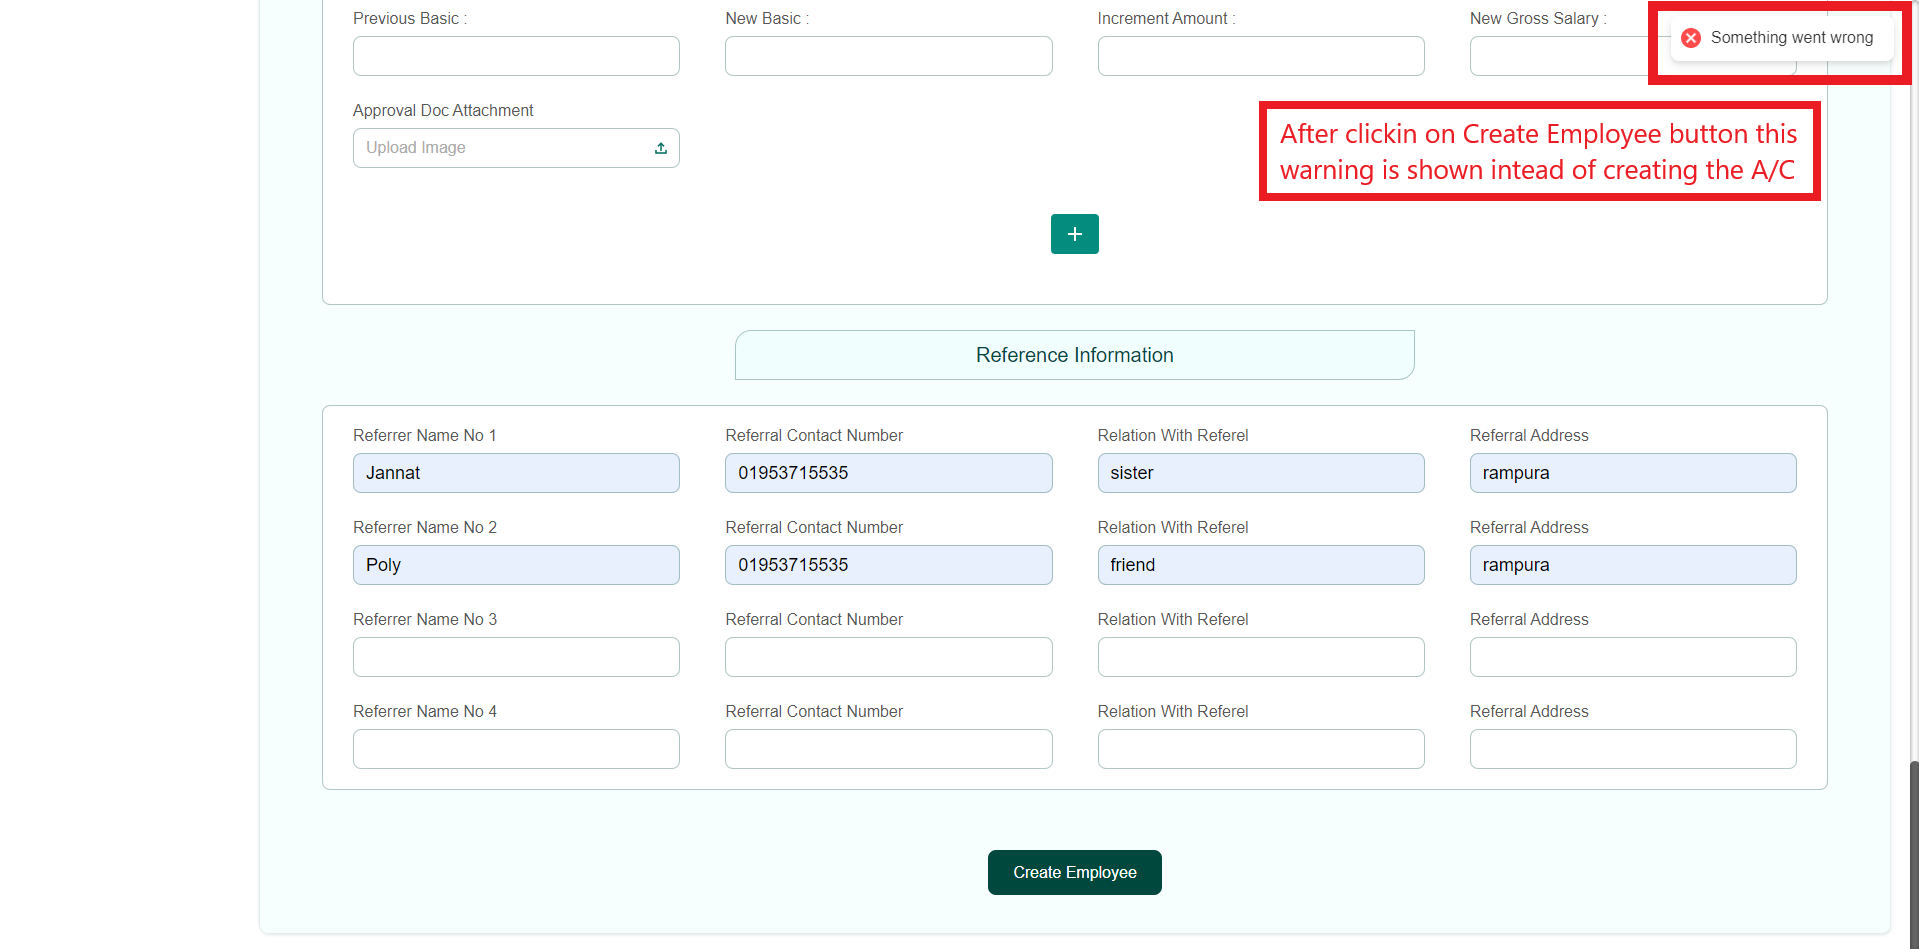 Previous Basic :
New Basic :
Increment Amount :
New Gross Salary :
Something went wrong
Approval Doc Attachment
Upload Image
After clickin on Create Employee button this
warning is shown intead of creating the A/C
Reference Information
Referrer Name No 1
Referral Contact Number
Relation With Referel
Referral Address
Jannat
01953715535
sister
rampura
Referrer Name No 2
Referral Contact Number
Relation With Referel
Referral Address
Poly
01953715535
friend
rampura
Referrer Name No 3
Referral Contact Number
Relation With Referel
Referral Address
Referrer Name No 4
Referral Contact Number
Relation With Referel
Referral Address
Create Employee